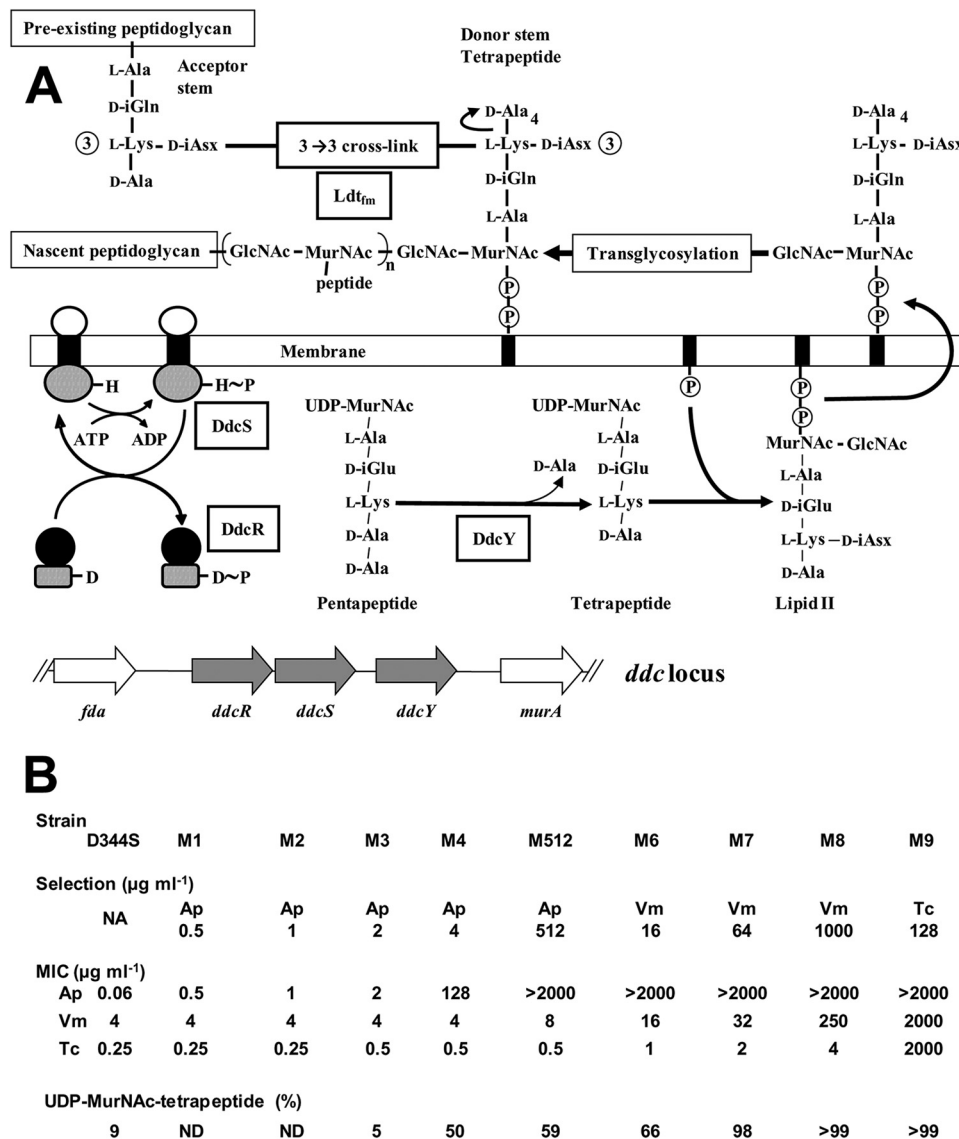 A
Pre-existing peptidoglycan
L-Ala
D-iGln
③ L-Lys – D-iAsx
D-Ala
Acceptor
stem
3 →3 cross-link
Ldtfm
Donor stem
Tetrapeptide
D-Ala4
L-Lys – D-iAsx ③
D-iGln
L-Ala
D-Ala4
L-Lys – D-iAsx
D-iGln
L-Ala
Nascent peptidoglycan (GlcNAc – MurNAc)n GlcNAc – MurNAc Transglycosylation GlcNAc – MurNAc
peptide
P P
P P
Membrane
H H~P
ATP ADP
DdcS
DdcR
D D~P
UDP-MurNAc
L-Ala
D-iGlu
L-Lys
D-Ala
D-Ala
Pentapeptide
D-Ala
DdcY
UDP-MurNAc
L-Ala
D-iGlu
L-Lys
D-Ala
Tetrapeptide
P
P
P
MurNAc – GlcNAc
L-Ala
D-iGlu
L-Lys – D-iAsx
D-Ala
Lipid II
fda ddcR ddcS ddcY murA
ddc locus
B
Strain
D344S M1 M2 M3 M4 M512 M6 M7 M8 M9
Selection (µg ml-1)
NA Ap Ap Ap Ap Ap Vm Vm Vm Tc
0.5 1 2 4 512 16 64 1000 128
MIC (µg ml-1)
Ap 0.06 0.5 1 2 128 >2000 >2000 >2000 >2000 >2000
Vm 4 4 4 4 4 8 16 32 250 2000
Tc 0.25 0.25 0.25 0.5 0.5 0.5 1 2 4 2000
UDP-MurNAc-tetrapeptide (%)
9 ND ND 5 50 59 66 98 >99 >99